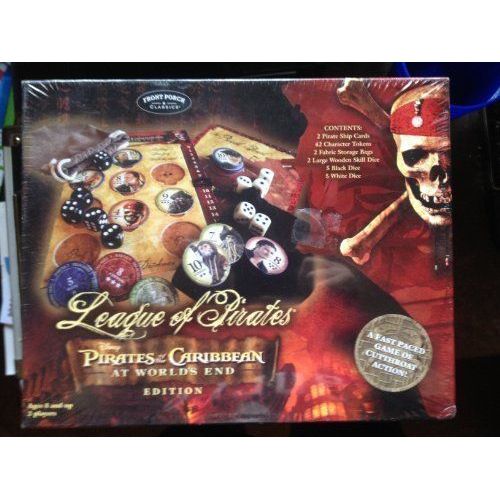 FRONT PORCH
CLASSICS
CONTENTS:
2 Pirate Ship Cards
42 Character Tokens
2 Fabric Storage Bags
2 Large Wooden Skill Dice
5 Black Dice
5 White Dice
League of Pirates
Disney
PIRATES of the CARIBBEAN
AT WORLD'S END
EDITION
A FAST PACED
GAME OF
CUTTHROAT
ACTION!
Ages 8 and up
2 players